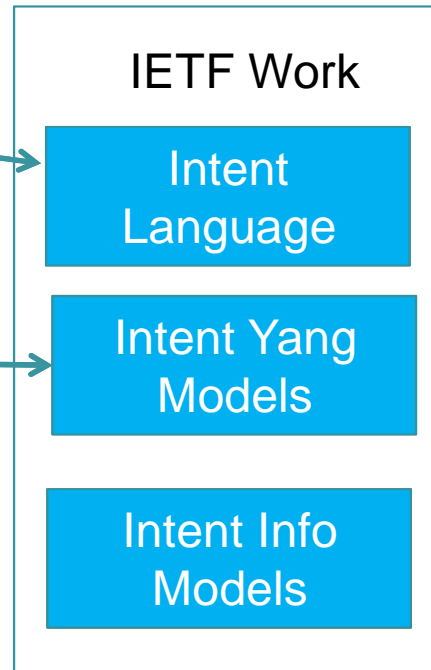 IETF Work
Intent
Language
Intent Yang
Models
Intent Info
Models